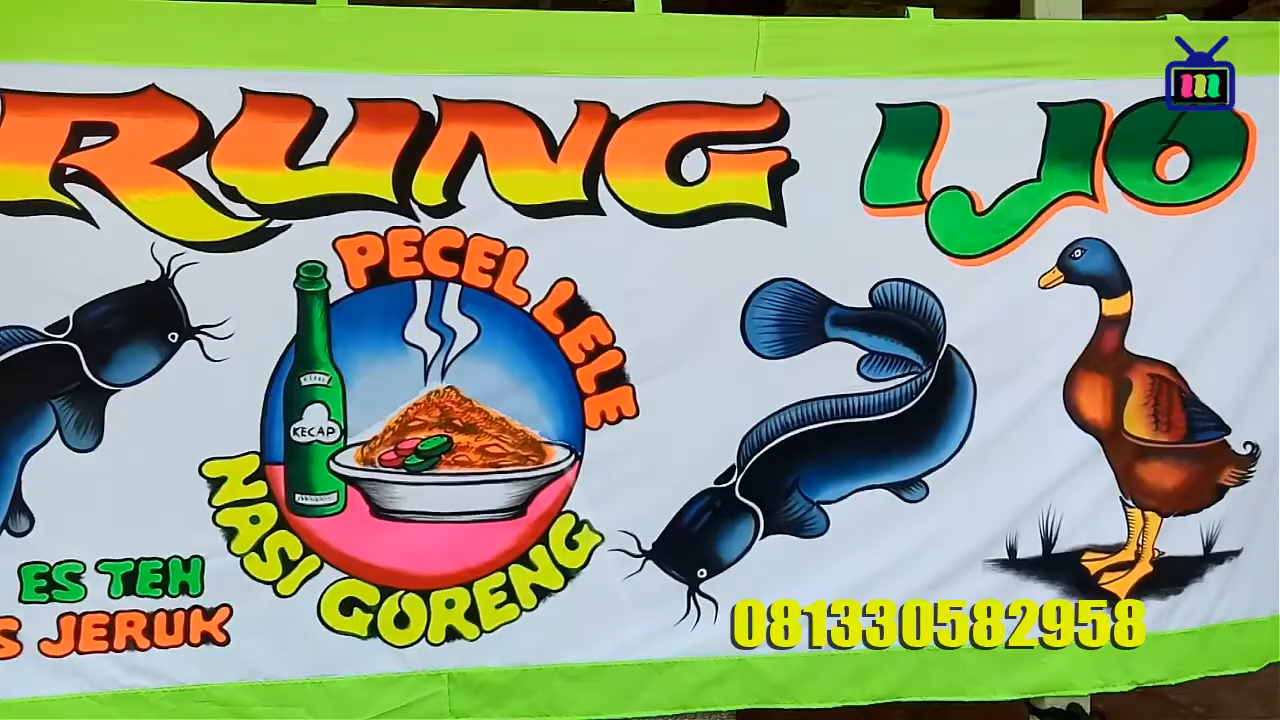 RUNG IJO
PECEL LELE
KECAP
NASI GORENG
ES TEH
S JERUK
081330582958